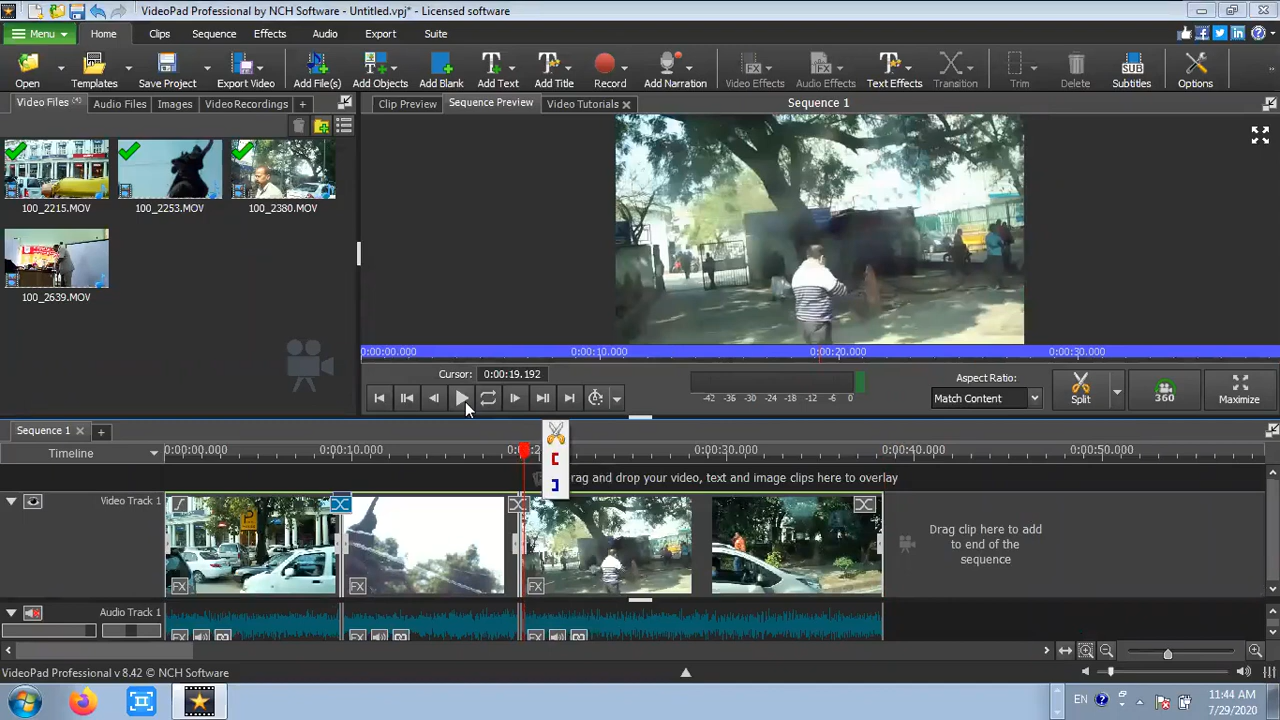 VideoPad Professional by NCH Software - Untitled.vpj* - Licensed software
Menu Home Clips Sequence Effects Audio Export Suite
Open Templates Save Project Export Video Add File(s) Add Objects Add Blank Add Text Add Title Record Add Narration Video Effects Audio Effects Text Effects Transition Trim Delete Subtitles Options
Video Files Audio Files Images Video Recordings +
Clip Preview Sequence Preview Video Tutorials Sequence 1
100_2215.MOV 100_2253.MOV 100_2380.MOV
100_2639.MOV
0:00:00.000 0:00:10.000 0:00:20.000 0:00:30.000
Cursor: 0:00:19.192
-42 -36 -30 -24 -18 -12 -6 0
Aspect Ratio:
Match Content
Split 360 Maximize
Sequence 1
Timeline
0:00:00.000 0:00:10.000 0:00:30.000 0:00:40.000 0:00:50.000
rag and drop your video, text and image clips here to overlay
Video Track 1
FX FX FX
Drag clip here to add
to end of the
sequence
Audio Track 1
FX FX FX
VideoPad Professional v 8.42 © NCH Software
EN
11:44 AM
7/29/2020